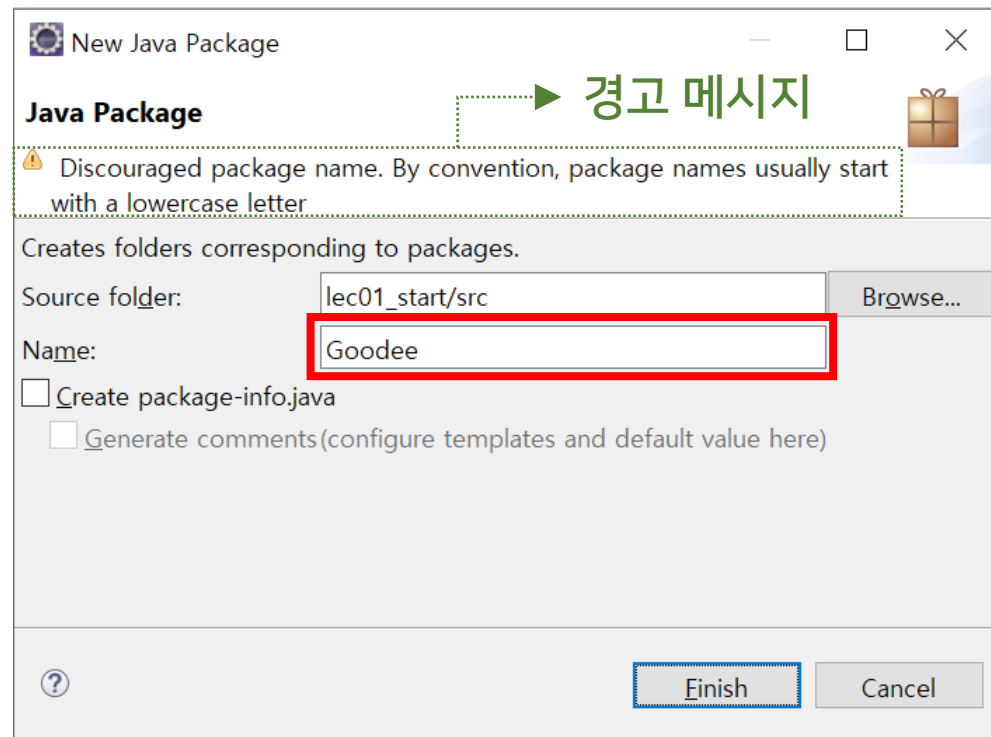 New Java Package
경고 메시지
Java Package
Discouraged package name. By convention, package names usually start
with a lowercase letter
Creates folders corresponding to packages.
Source folder: lec01_start/src Browse...
Name: Goodee
Create package-info.java
Generate comments (configure templates and default value here)
? Finish Cancel